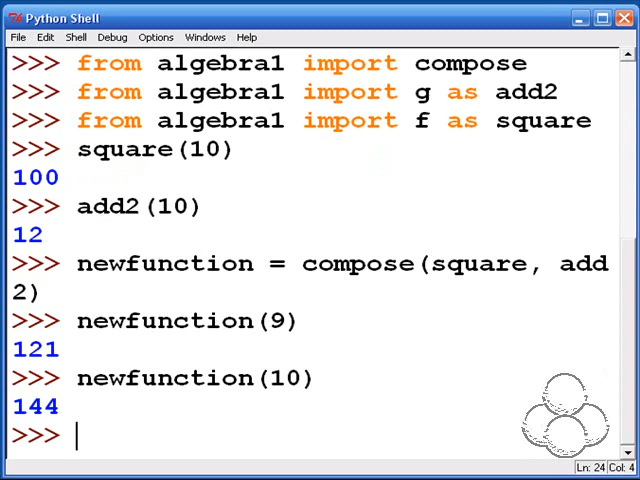 Python Shell
File Edit Shell Debug Options Windows Help
>>> from algebra1 import compose
>>> from algebra1 import g as add2
>>> from algebra1 import f as square
>>> square(10)
100
>>> add2(10)
12
>>> newfunction = compose(square, add
2)
>>> newfunction(9)
121
>>> newfunction(10)
144
>>>
Ln: 24 Col: 4